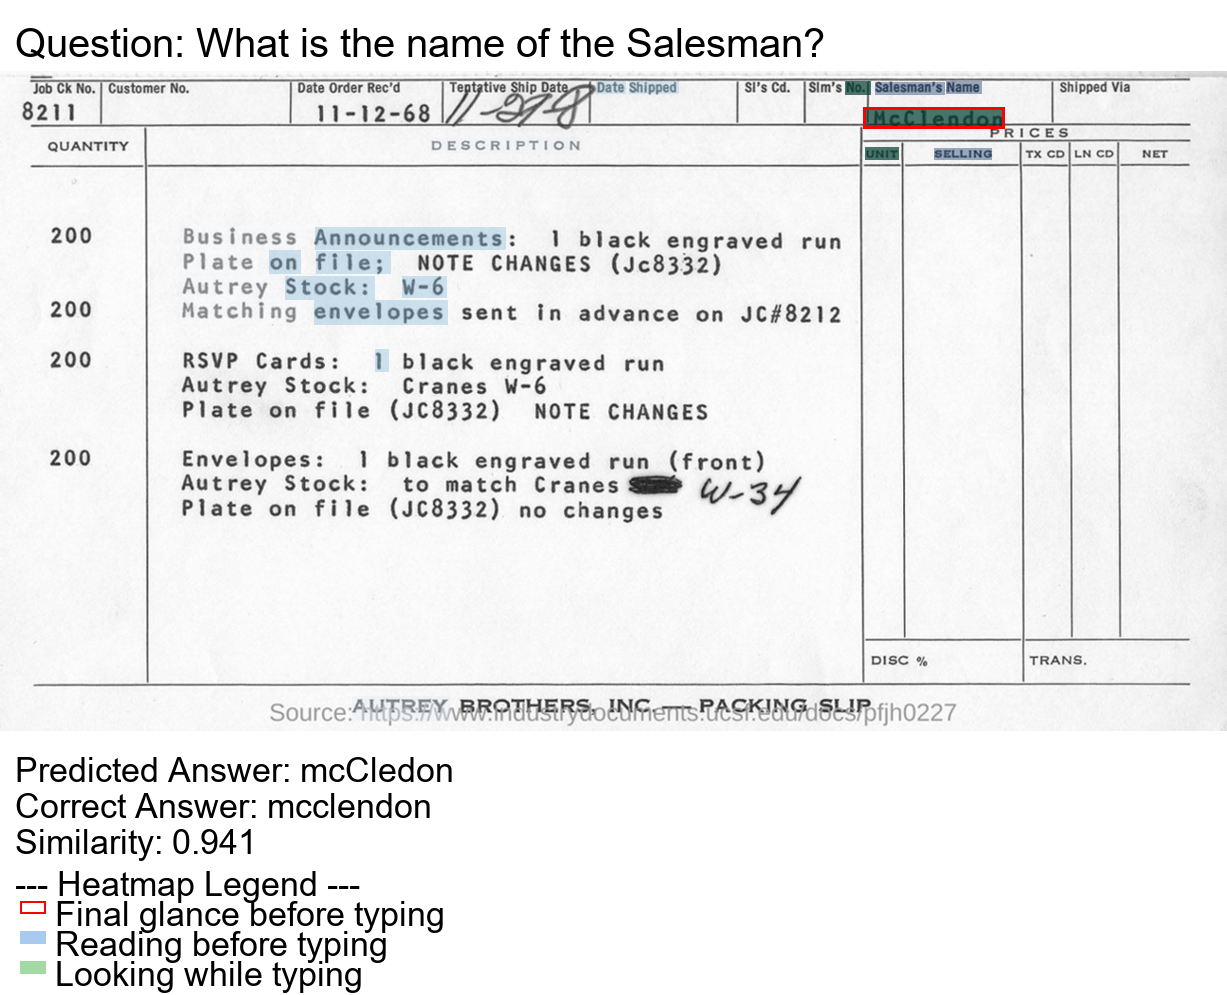 Question: What is the name of the Salesman?
Job Ck No. Customer No. Date Order Rec'd Tentative Ship Date Date Shipped Sl's Cd. Slm's No. Salesman's Name Shipped Via
8211 11-12-68 McClendon
PRICES
QUANTITY DESCRIPTION UNIT SELLING TX CD LN CD NET
200 Business Announcements: 1 black engraved run
Plate on file; NOTE CHANGES (Jc8332)
Autrey Stock: W-6
200 Matching envelopes sent in advance on JC#8212
200 RSVP Cards: 1 black engraved run
Autrey Stock: Cranes W-6
Plate on file (JC8332) NOTE CHANGES
200 Envelopes: 1 black engraved run (front)
Autrey Stock: to match Cranes W-34
Plate on file (JC8332) no changes
DISC % TRANS.
AUTREY BROTHERS, INC. — PACKING SLIP
Source: https://www.industrydocuments.ucsf.edu/docs/pfjh0227
Predicted Answer: mcCledon
Correct Answer: mcclendon
Similarity: 0.941
--- Heatmap Legend ---
Final glance before typing
Reading before typing
Looking while typing